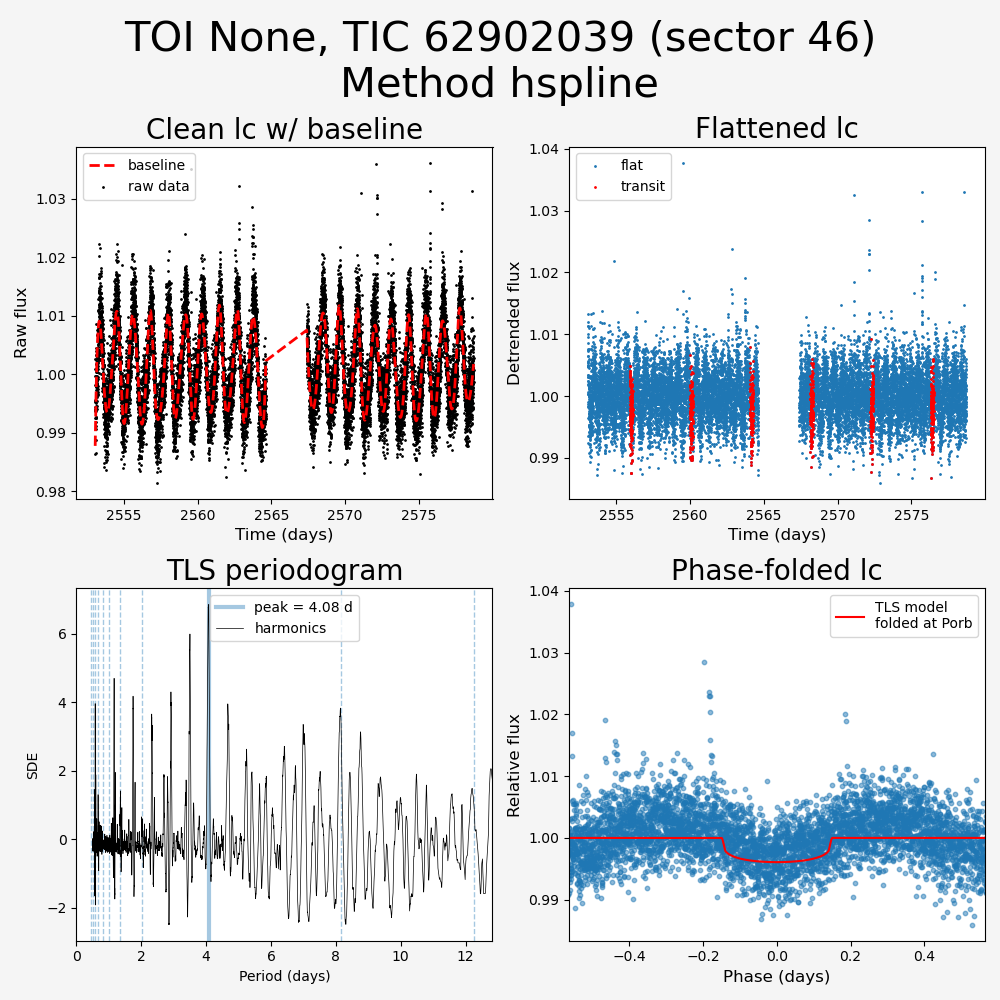 TOI None, TIC 62902039 (sector 46)
Method hspline
Clean lc w/ baseline
baseline
raw data
1.03
1.02
1.01
1.00
0.99
0.98
Raw flux
2555
2560
2565
2570
2575
Time (days)
Flattened lc
flat
transit
1.04
1.03
1.02
1.01
1.00
0.99
Detrended flux
2555
2560
2565
2570
2575
Time (days)
TLS periodogram
peak = 4.08 d
harmonics
6
4
2
0
−2
SDE
0
2
4
6
8
10
12
Period (days)
Phase-folded lc
TLS model
folded at Porb
1.04
1.03
1.02
1.01
1.00
0.99
Relative flux
−0.4
−0.2
0.0
0.2
0.4
Phase (days)